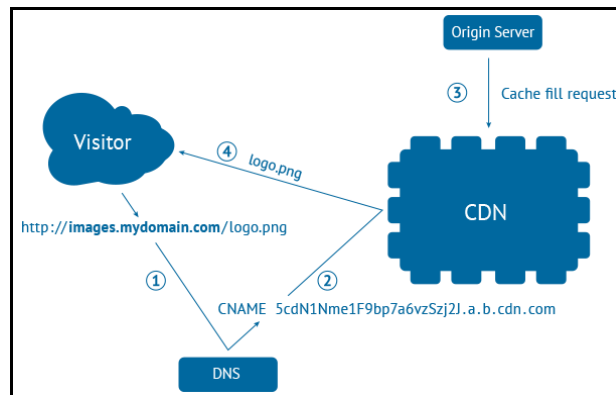 Origin Server
③
Cache fill request
Visitor
④
logo.png
CDN
http://images.mydomain.com/logo.png
①
②
CNAME 5cdN1Nme1F9bp7a6vzSzj2J.a.b.cdn.com
DNS